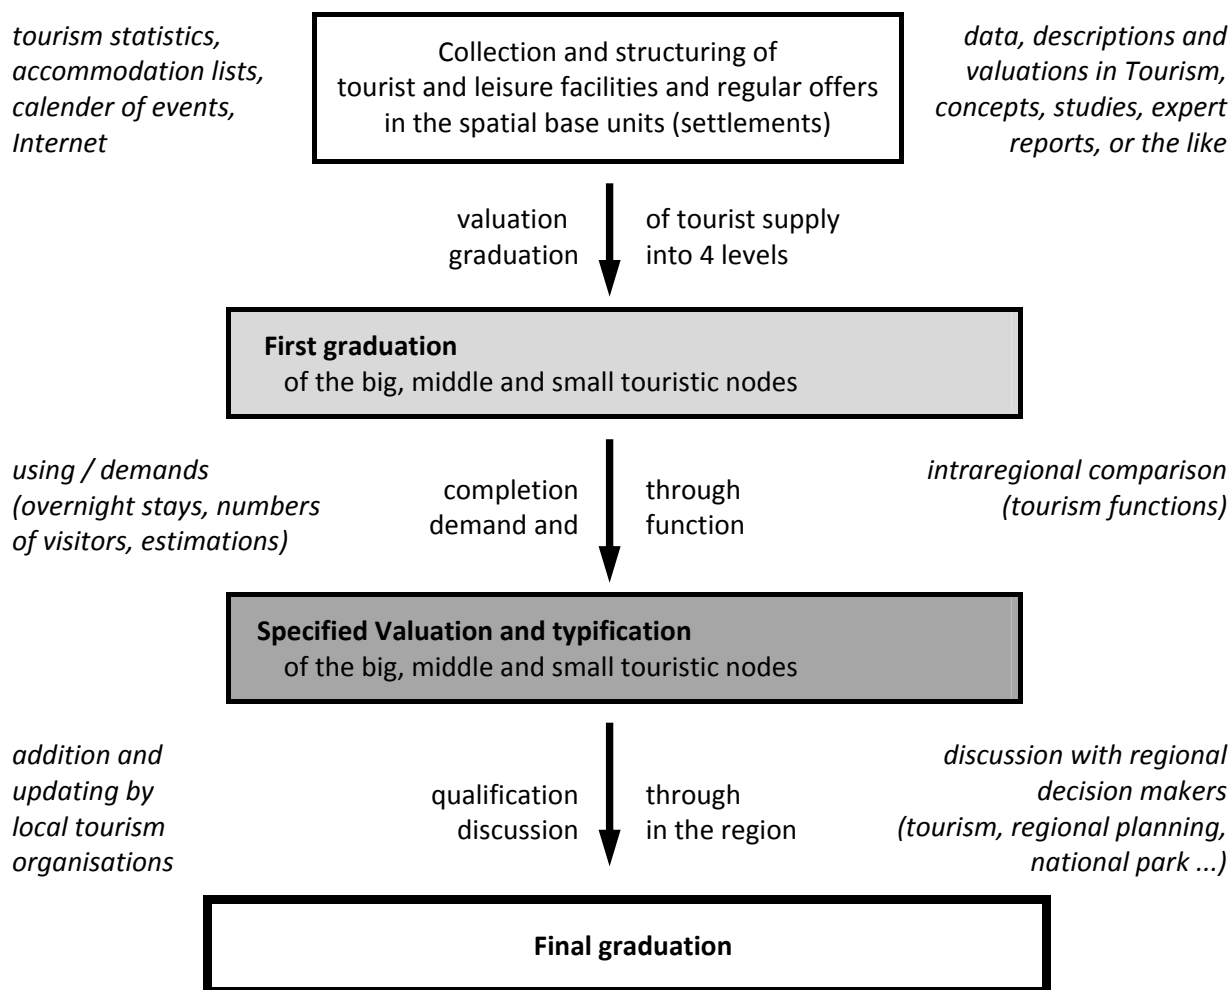 tourism statistics,
accommodation lists,
calender of events,
Internet
Collection and structuring of
tourist and leisure facilities and regular offers
in the spatial base units (settlements)
data, descriptions and
valuations in Tourism,
concepts, studies, expert
reports, or the like
valuation of tourist supply
graduation into 4 levels
First graduation
of the big, middle and small touristic nodes
using / demands
(overnight stays, numbers
of visitors, estimations)
completion through
demand and function
intraregional comparison
(tourism functions)
Specified Valuation and typification
of the big, middle and small touristic nodes
addition and
updating by
local tourism
organisations
qualification through
discussion in the region
discussion with regional
decision makers
(tourism, regional planning,
national park ...)
Final graduation